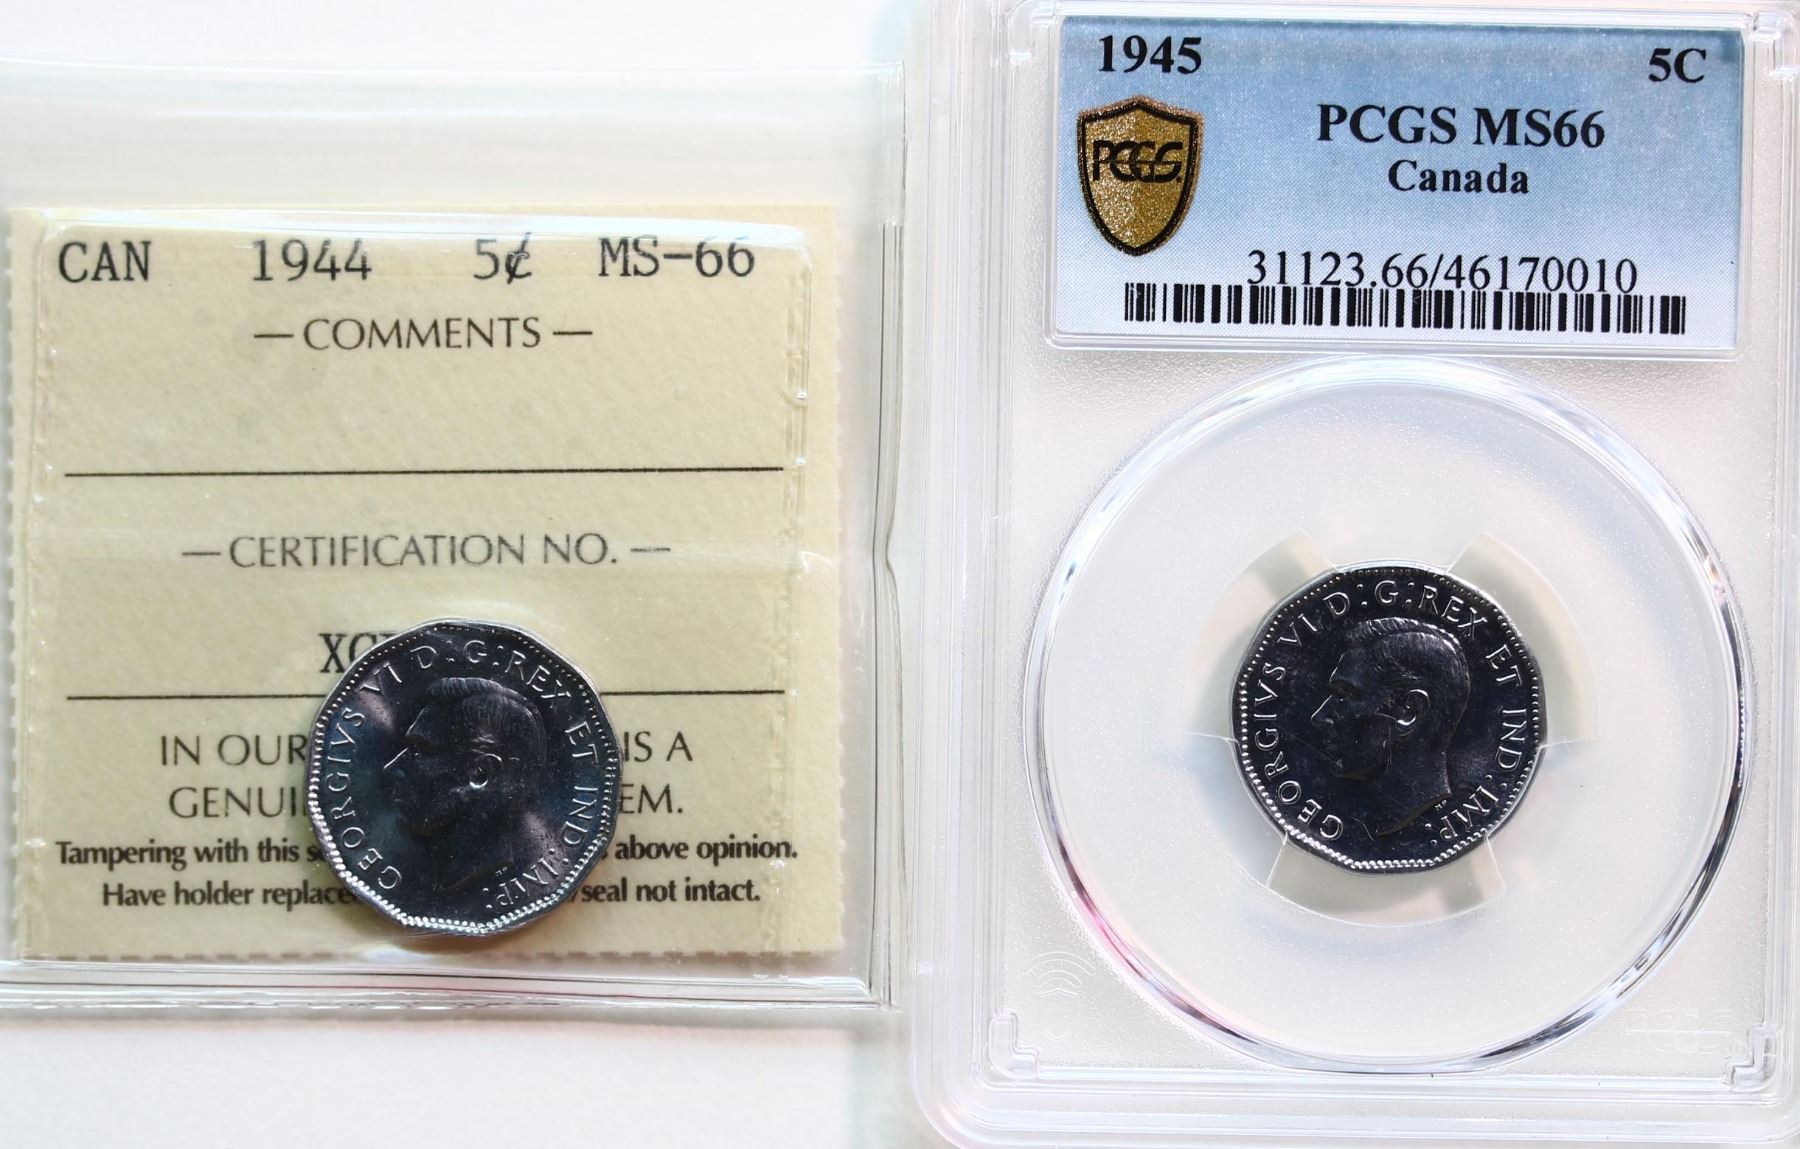 CAN 1944 5¢ MS-66
— COMMENTS —
— CERTIFICATION NO. —
IN OUR IS A
GENUI EM.
Tampering with this above opinion.
Have holder replace /seal not intact.
GEORGIVS VI D:G:REX ET IND:IMP:
1945 5C
PCGS MS66
Canada
PCGS.
31123.66/46170010
GEORGIVS VI D:G:REX ET IND:IMP: